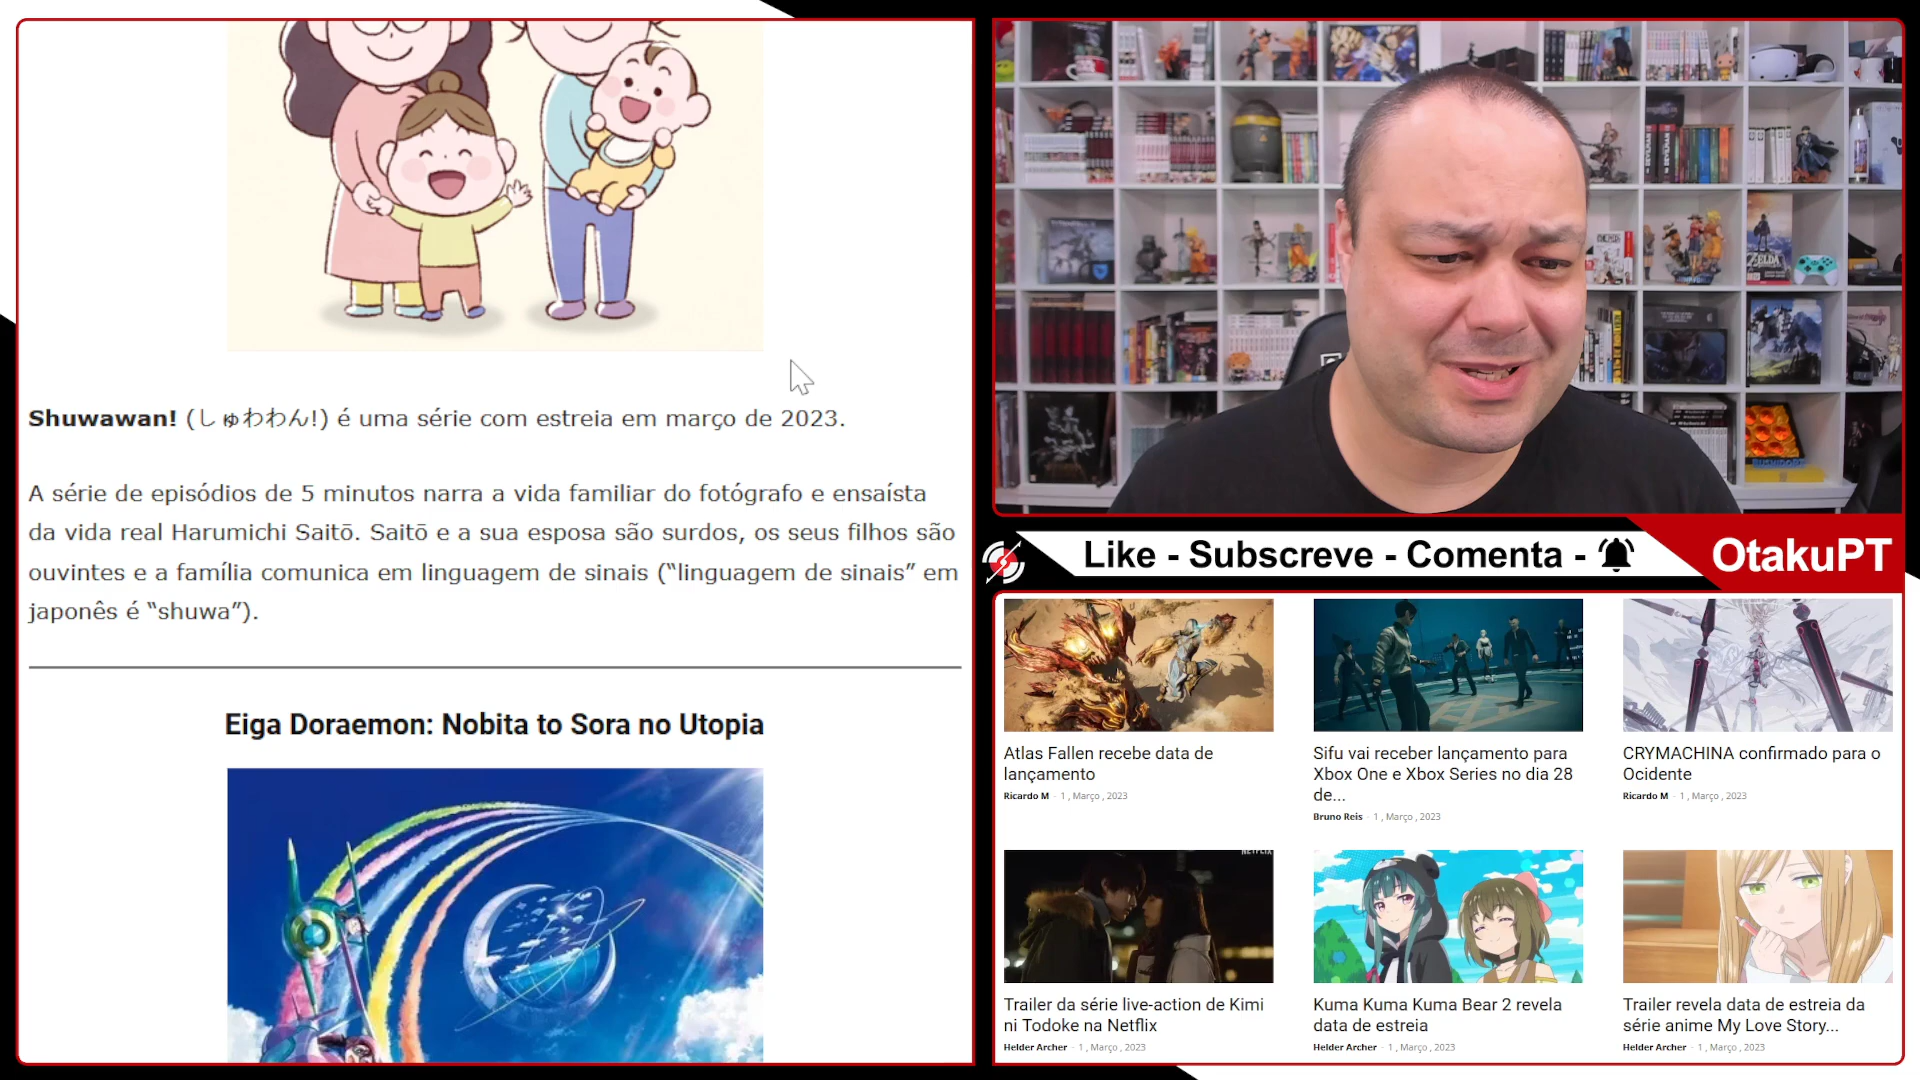 Shuwawan! (しゅわわん!) é uma série com estreia em março de 2023.
A série de episódios de 5 minutos narra a vida familiar do fotógrafo e ensaísta
da vida real Harumichi Saitō. Saitō e a sua esposa são surdos, os seus filhos são
ouvintes e a família comunica em linguagem de sinais (“linguagem de sinais” em
japonês é “shuwa”).
Eiga Doraemon: Nobita to Sora no Utopia
ZELDA
Like - Subscreve - Comenta -
OtakuPT
Atlas Fallen recebe data de
lançamento
Ricardo M - 1 , Março , 2023
Sifu vai receber lançamento para
Xbox One e Xbox Series no dia 28
de...
Bruno Reis - 1 , Março , 2023
CRYMACHINA confirmado para o
Ocidente
Ricardo M - 1 , Março , 2023
NETFLIX
Trailer da série live-action de Kimi
ni Todoke na Netflix
Helder Archer - 1 , Março , 2023
Kuma Kuma Kuma Bear 2 revela
data de estreia
Helder Archer - 1 , Março , 2023
Trailer revela data de estreia da
série anime My Love Story...
Helder Archer - 1 , Março , 2023